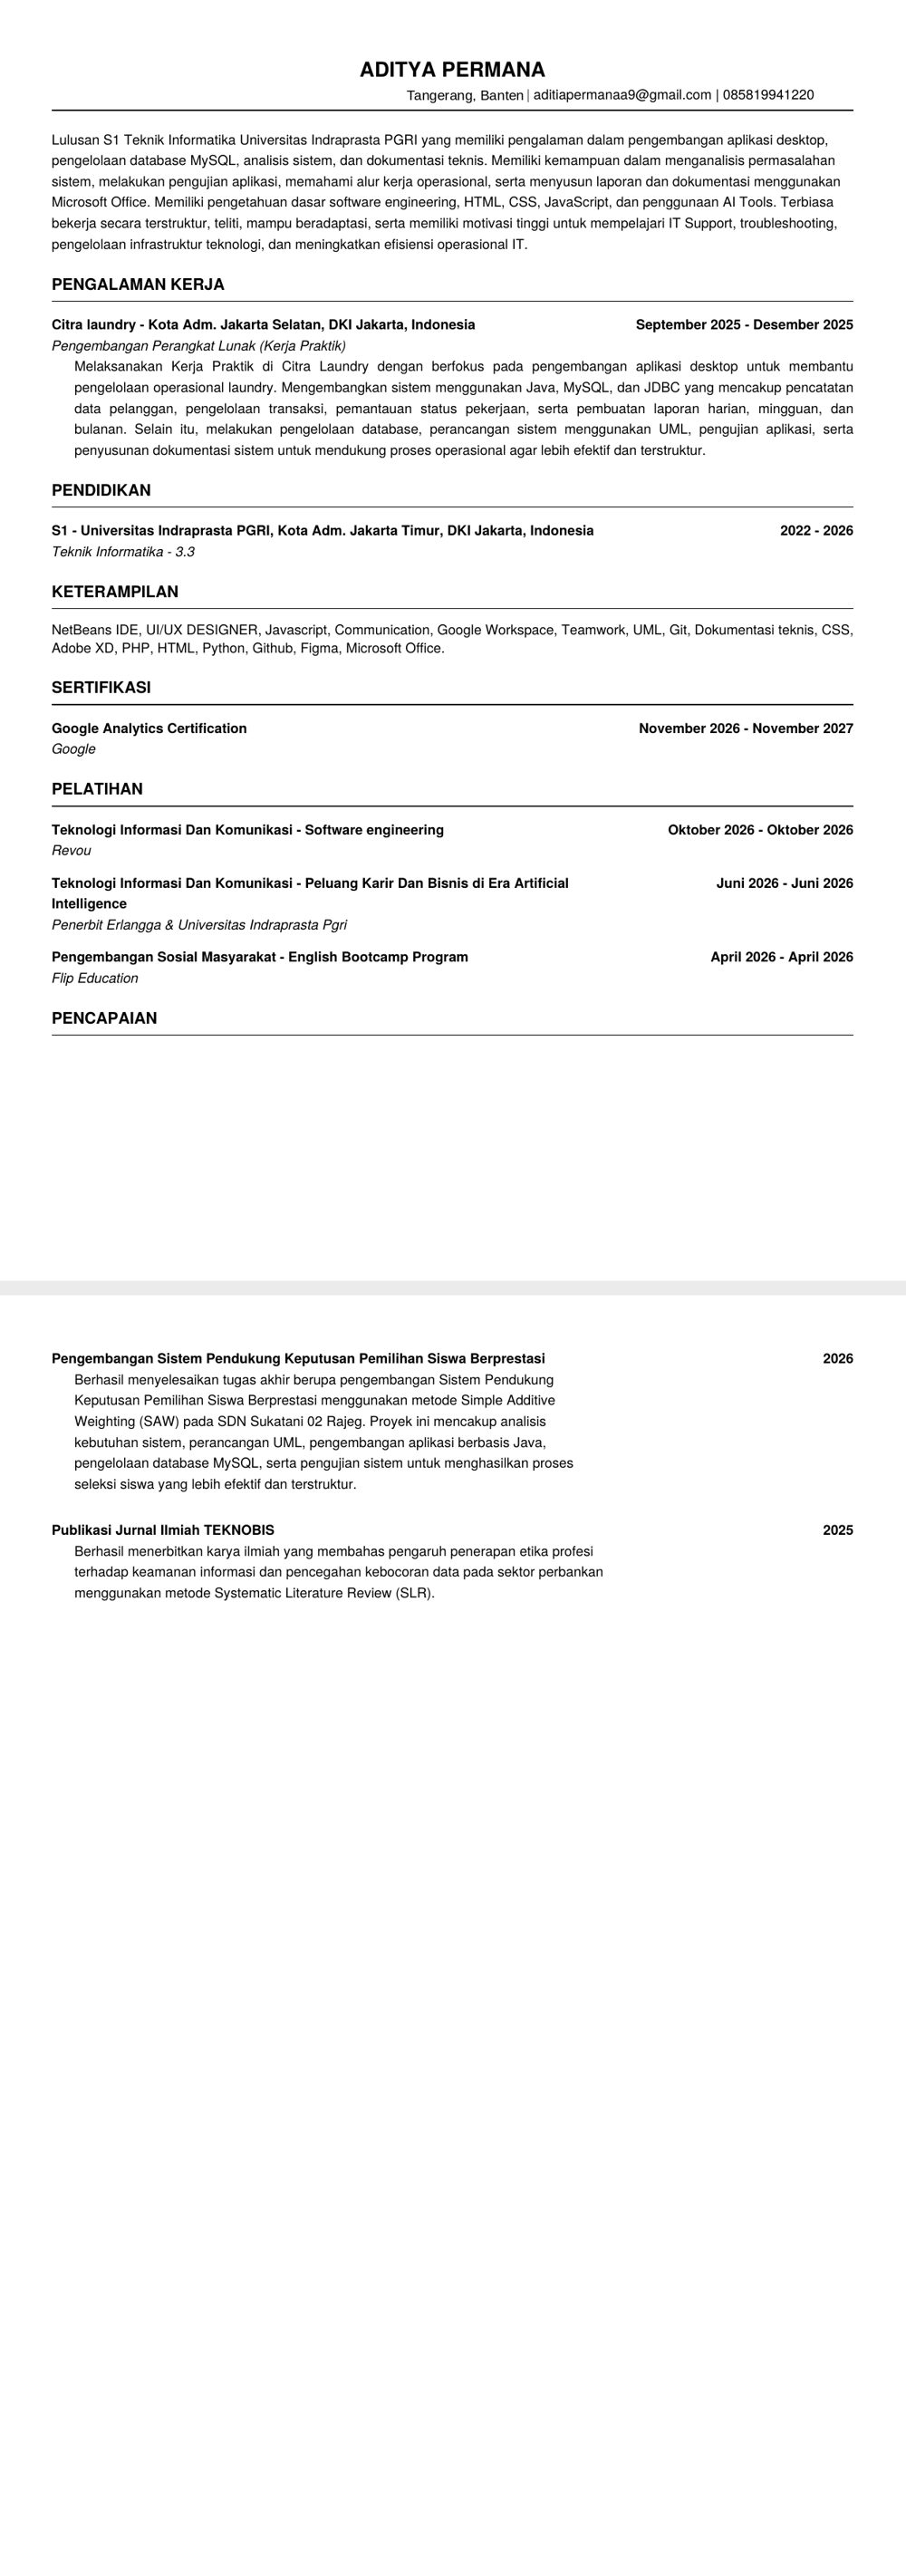 ADITYA PERMANA
Tangerang, Banten | aditiapermanaa9@gmail.com | 085819941220
Lulusan S1 Teknik Informatika Universitas Indraprasta PGRI yang memiliki pengalaman dalam pengembangan aplikasi desktop,
pengelolaan database MySQL, analisis sistem, dan dokumentasi teknis. Memiliki kemampuan dalam menganalisis permasalahan
sistem, melakukan pengujian aplikasi, memahami alur kerja operasional, serta menyusun laporan dan dokumentasi menggunakan
Microsoft Office. Memiliki pengetahuan dasar software engineering, HTML, CSS, JavaScript, dan penggunaan AI Tools. Terbiasa
bekerja secara terstruktur, teliti, mampu beradaptasi, serta memiliki motivasi tinggi untuk mempelajari IT Support, troubleshooting,
pengelolaan infrastruktur teknologi, dan meningkatkan efisiensi operasional IT.
PENGALAMAN KERJA
Citra laundry - Kota Adm. Jakarta Selatan, DKI Jakarta, Indonesia September 2025 - Desember 2025
Pengembangan Perangkat Lunak (Kerja Praktik)
Melaksanakan Kerja Praktik di Citra Laundry dengan berfokus pada pengembangan aplikasi desktop untuk membantu
pengelolaan operasional laundry. Mengembangkan sistem menggunakan Java, MySQL, dan JDBC yang mencakup pencatatan
data pelanggan, pengelolaan transaksi, pemantauan status pekerjaan, serta pembuatan laporan harian, mingguan, dan
bulanan. Selain itu, melakukan pengelolaan database, perancangan sistem menggunakan UML, pengujian aplikasi, serta
penyusunan dokumentasi sistem untuk mendukung proses operasional agar lebih efektif dan terstruktur.
PENDIDIKAN
S1 - Universitas Indraprasta PGRI, Kota Adm. Jakarta Timur, DKI Jakarta, Indonesia 2022 - 2026
Teknik Informatika - 3.3
KETERAMPILAN
NetBeans IDE, UI/UX DESIGNER, Javascript, Communication, Google Workspace, Teamwork, UML, Git, Dokumentasi teknis, CSS,
Adobe XD, PHP, HTML, Python, Github, Figma, Microsoft Office.
SERTIFIKASI
Google Analytics Certification November 2026 - November 2027
Google
PELATIHAN
Teknologi Informasi Dan Komunikasi - Software engineering Oktober 2026 - Oktober 2026
Revou
Teknologi Informasi Dan Komunikasi - Peluang Karir Dan Bisnis di Era Artificial Juni 2026 - Juni 2026
Intelligence
Penerbit Erlangga & Universitas Indraprasta Pgri
Pengembangan Sosial Masyarakat - English Bootcamp Program April 2026 - April 2026
Flip Education
PENCAPAIAN
Pengembangan Sistem Pendukung Keputusan Pemilihan Siswa Berprestasi 2026
Berhasil menyelesaikan tugas akhir berupa pengembangan Sistem Pendukung
Keputusan Pemilihan Siswa Berprestasi menggunakan metode Simple Additive
Weighting (SAW) pada SDN Sukatani 02 Rajeg. Proyek ini mencakup analisis
kebutuhan sistem, perancangan UML, pengembangan aplikasi berbasis Java,
pengelolaan database MySQL, serta pengujian sistem untuk menghasilkan proses
seleksi siswa yang lebih efektif dan terstruktur.
Publikasi Jurnal Ilmiah TEKNOBIS 2025
Berhasil menerbitkan karya ilmiah yang membahas pengaruh penerapan etika profesi
terhadap keamanan informasi dan pencegahan kebocoran data pada sektor perbankan
menggunakan metode Systematic Literature Review (SLR).